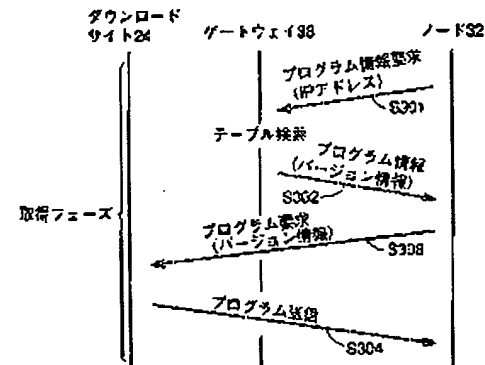 ダウンロード
サイト24
ゲートウェイ38
ノード32
プログラム情報要求
(IPアドレス)
S301
テーブル検索
プログラム情報
(バージョン情報)
S302
取得フェーズ
プログラム要求
(バージョン情報)
S303
プログラム送信
S304